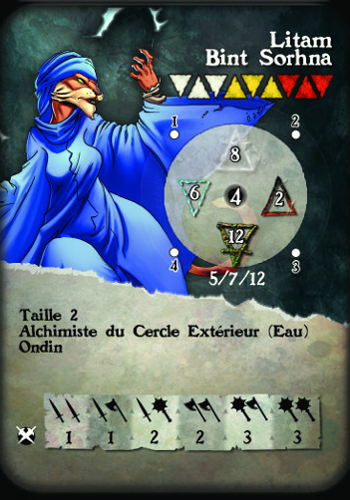 Litam
Bint Sorhna
1
2
8
6
4
2
12
4
3
5/7/12
Taille 2
Alchimiste du Cercle Extérieur (Eau)
Ondin
1 1 2 2 3 3